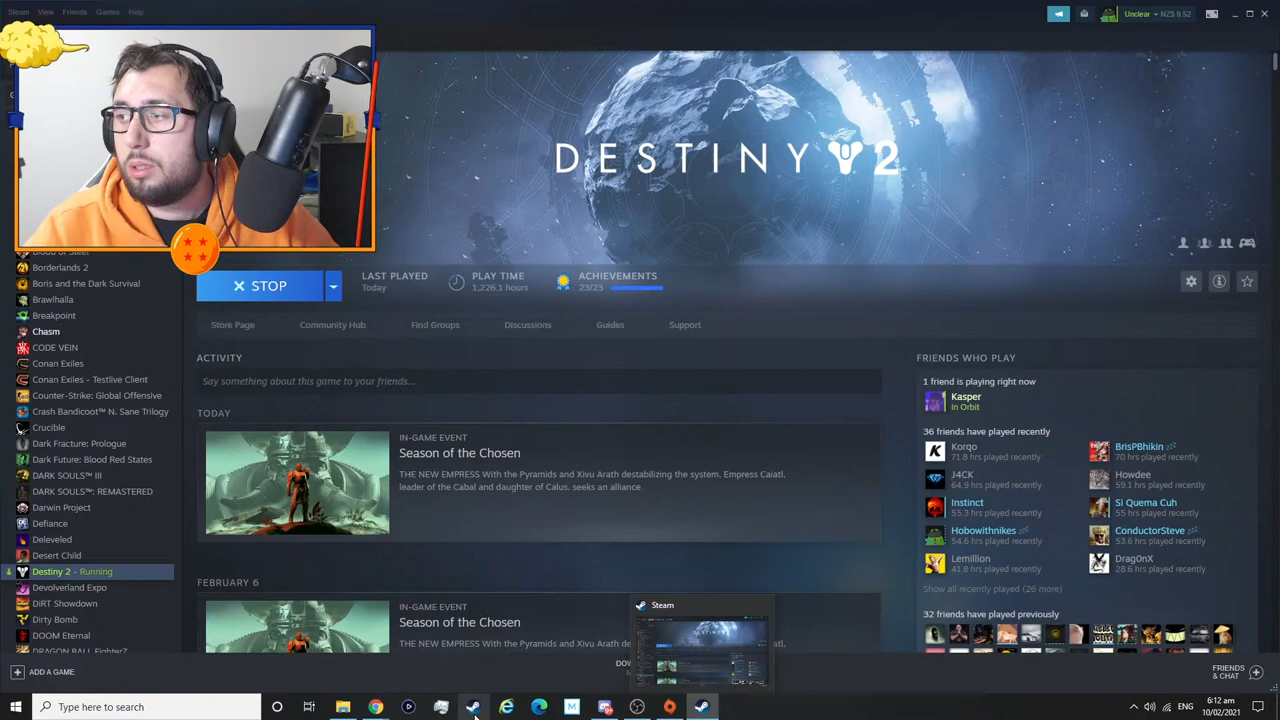 Steam View Friends Games Help
Unclear NZ$ 9.52
DESTINY 2
Borderlands 2
Boris and the Dark Survival
Brawlhalla
Breakpoint
Chasm
CODE VEIN
Conan Exiles
Conan Exiles - Testlive Client
Counter-Strike: Global Offensive
Crash Bandicoot™ N. Sane Trilogy
Crucible
Dark Fracture: Prologue
Dark Future: Blood Red States
DARK SOULS™ III
DARK SOULS™: REMASTERED
Darwin Project
Defiance
Deleveled
Desert Child
Destiny 2 - Running
Devolverland Expo
DiRT Showdown
Dirty Bomb
DOOM Eternal
DRAGON BALL FighterZ
ADD A GAME
STOP
LAST PLAYED
Today
PLAY TIME
1,226.1 hours
ACHIEVEMENTS
23/23
Store Page Community Hub Find Groups Discussions Guides Support
ACTIVITY
Say something about this game to your friends...
TODAY
IN-GAME EVENT
Season of the Chosen
THE NEW EMPRESS With the Pyramids and Xivu Arath destabilizing the system, Empress Caiatl,
leader of the Cabal and daughter of Calus, seeks an alliance.
FEBRUARY 6
IN-GAME EVENT
Season of the Chosen
THE NEW EMPRESS With the Pyramids and Xivu Arath
Steam
FRIENDS WHO PLAY
1 friend is playing right now
Kasper
In Orbit
36 friends have played recently
Korqo
71.8 hrs played recently
BrisPBhikin
70 hrs played recently
J4CK
64.9 hrs played recently
Howdee
59.1 hrs played recently
Instinct
55.3 hrs played recently
Si Quema Cuh
55 hrs played recently
Hobowithnikes
54.6 hrs played recently
ConductorSteve
53.6 hrs played recently
Lemillion
41.8 hrs played recently
Drag0nX
28.6 hrs played recently
Show all recently played (26 more)
32 friends have played previously
FRIENDS
& CHAT
Type here to search
6:12 am
10/02/2021